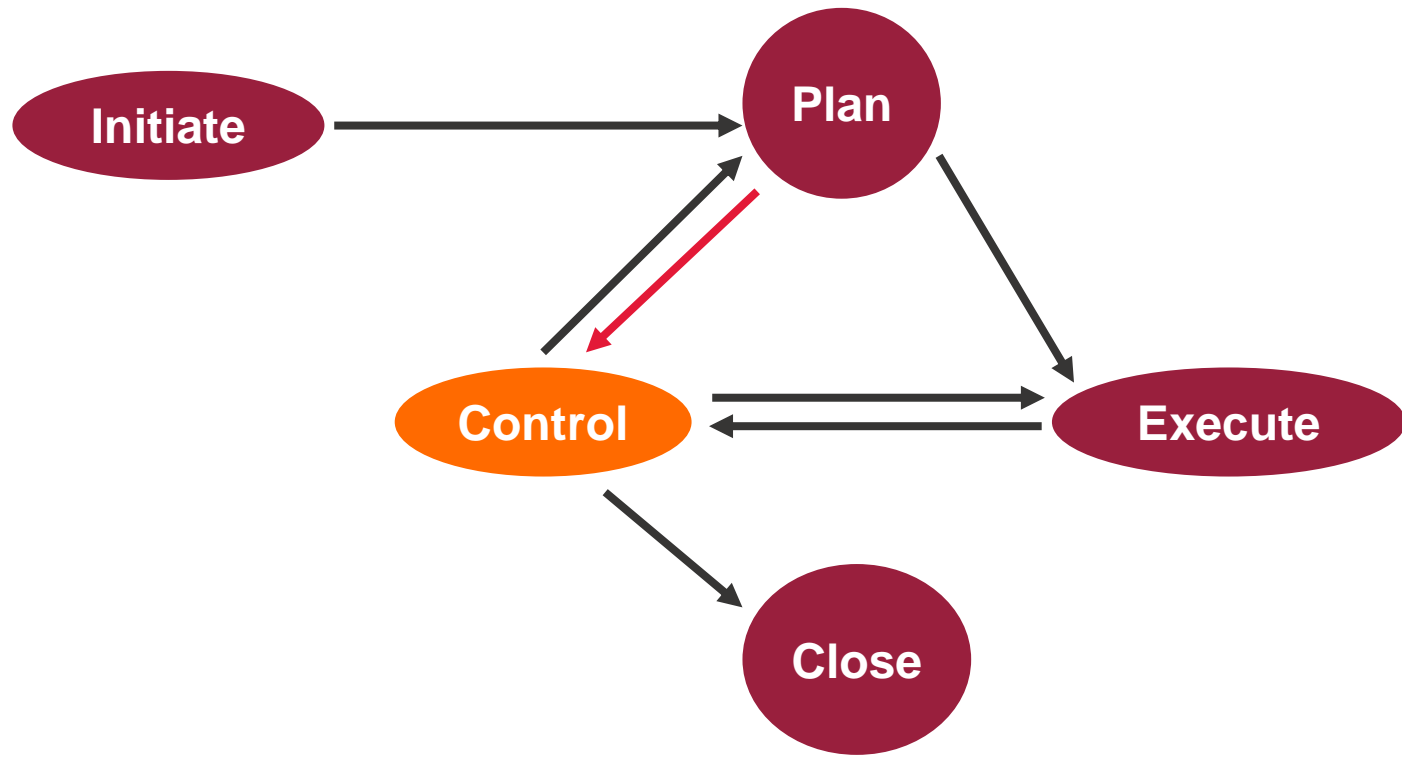 Initiate
Plan
Control
Execute
Close